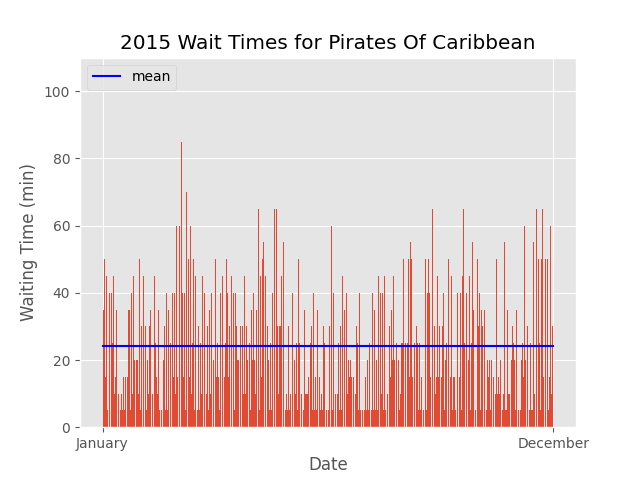 2015 Wait Times for Pirates Of Caribbean
mean
100
80
60
40
20
0
Waiting Time (min)
January
December
Date